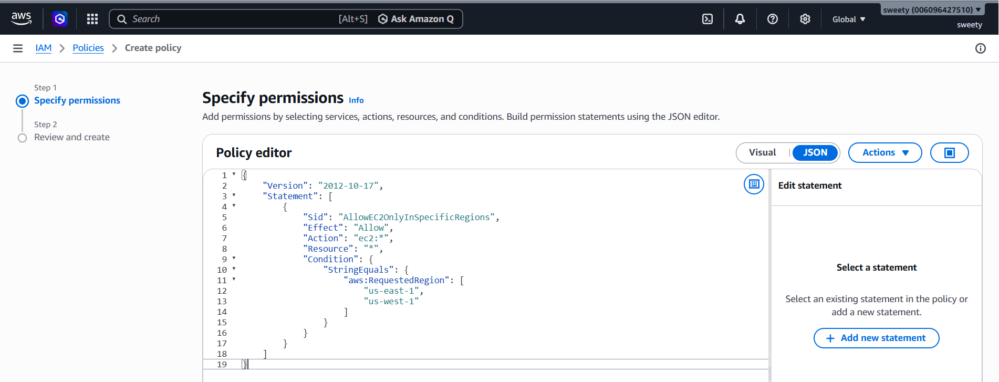 aws
Search [Alt+S] Ask Amazon Q
Global
sweety (006096427510)
sweety
IAM > Policies > Create policy
Step 1
Specify permissions
Step 2
Review and create
Specify permissions Info
Add permissions by selecting services, actions, resources, and conditions. Build permission statements using the JSON editor.
Policy editor
Visual JSON Actions
1 {
2     "Version": "2012-10-17",
3     "Statement": [
4         {
5             "Sid": "AllowEC2OnlyInSpecificRegions",
6             "Effect": "Allow",
7             "Action": "ec2:*",
8             "Resource": "*",
9             "Condition": {
10                 "StringEquals": {
11                     "aws:RequestedRegion": [
12                         "us-east-1",
13                         "us-west-1"
14                     ]
15                 }
16             }
17         }
18     ]
19 }
Edit statement
Select a statement
Select an existing statement in the policy or
add a new statement.
+ Add new statement